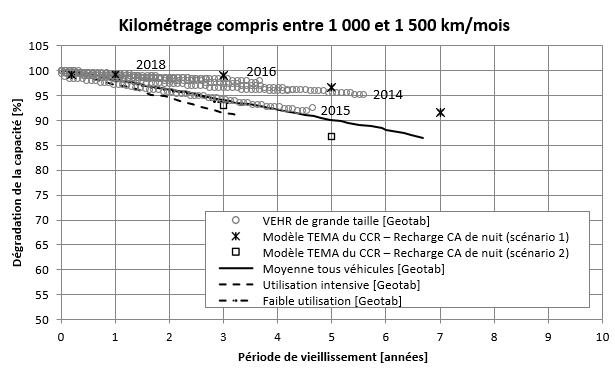 Kilométrage compris entre 1 000 et 1 500 km/mois
Dégradation de la capacité [%]
105
100
95
90
85
80
75
70
65
60
55
50
2018
2016
2014
2015
VEHR de grande taille [Geotab]
Modèle TEMA du CCR – Recharge CA de nuit (scénario 1)
Modèle TEMA du CCR – Recharge CA de nuit (scénario 2)
Moyenne tous véhicules [Geotab]
Utilisation intensive [Geotab]
Faible utilisation [Geotab]
0 1 2 3 4 5 6 7 8 9 10
Période de vieillissement [années]